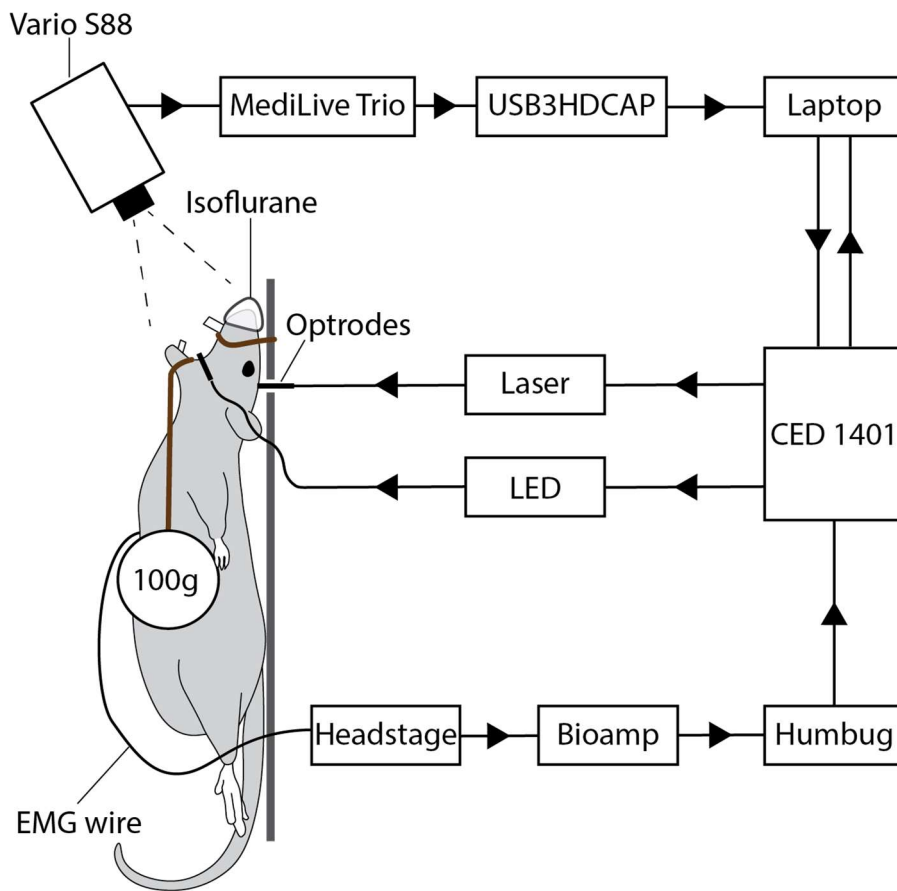 Vario S88
MediLive Trio
USB3HDCAP
Laptop
Isoflurane
Optrodes
Laser
CED 1401
LED
100g
Headstage
Bioamp
Humbug
EMG wire